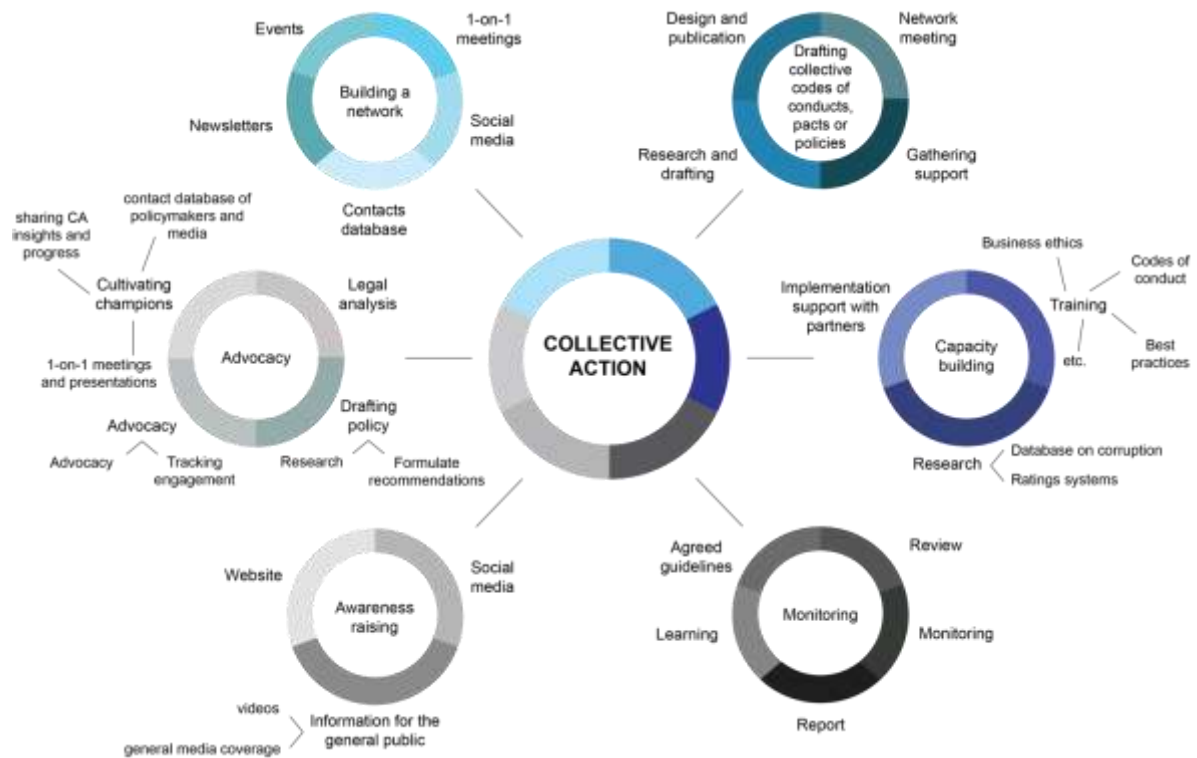 Events
1-on-1
meetings
Building a
network
Newsletters
Social
media
Contacts
database
Design and
publication
Network
meeting
Drafting
collective
codes of
conducts,
pacts or
policies
Research and
drafting
Gathering
support
sharing CA
insights and
progress
contact database of
policymakers and
media
Cultivating
champions
Legal
analysis
Advocacy
1-on-1 meetings
and presentations
Advocacy
Drafting
policy
Advocacy
Tracking
engagement
Research
Formulate
recommendations
COLLECTIVE
ACTION
Implementation
support with
partners
Business ethics
Codes of
conduct
Training
Capacity
building
etc.
Best
practices
Research
Database on corruption
Ratings systems
Website
Social
media
Awareness
raising
videos
general media coverage
Information for the
general public
Agreed
guidelines
Review
Monitoring
Learning
Monitoring
Report